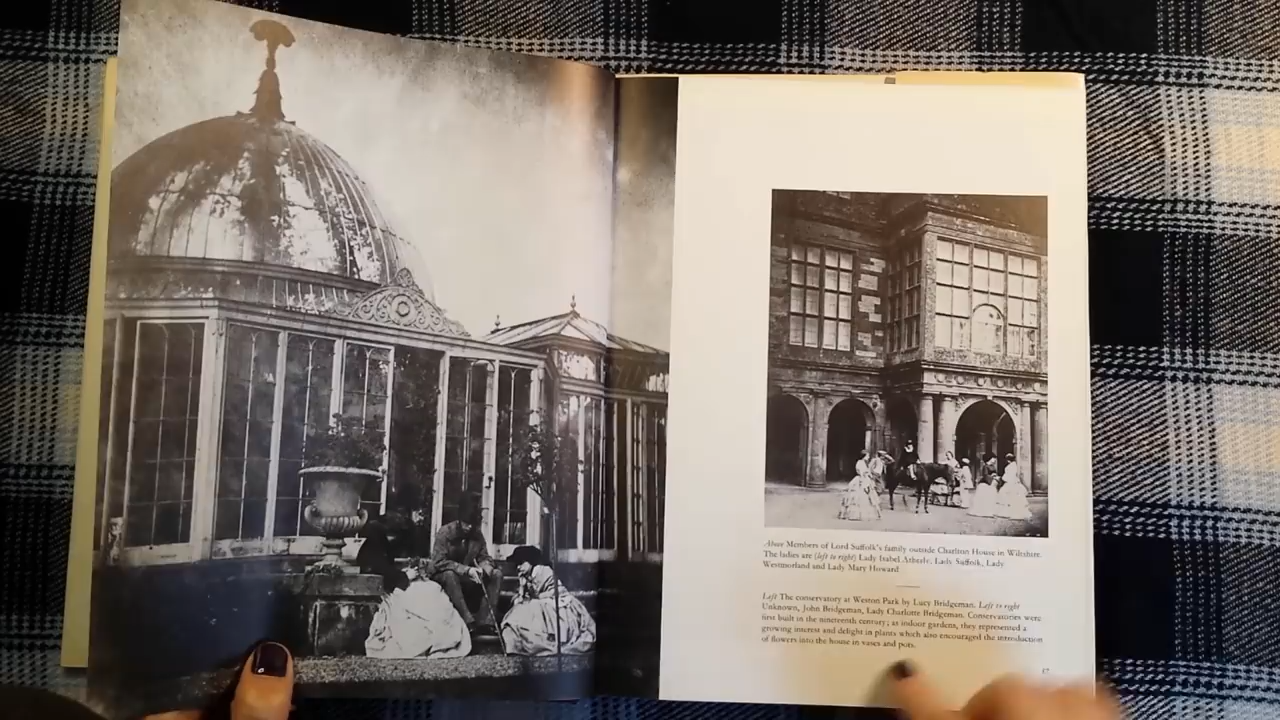 Above Members of Lord Suffolk's family outside Charlton House in Wiltshire.
The ladies are (left to right) Lady Isabel Atherly, Lady Suffolk, Lady
Westmorland and Lady Mary Howard
Left The conservatory at Weston Park by Lucy Bridgeman. Left to right
Unknown, John Bridgeman, Lady Charlotte Bridgeman. Conservatories were
first built in the nineteenth century; as indoor gardens, they represented a
growing interest and delight in plants which also encouraged the introduction
of flowers into the house in vases and pots.
17